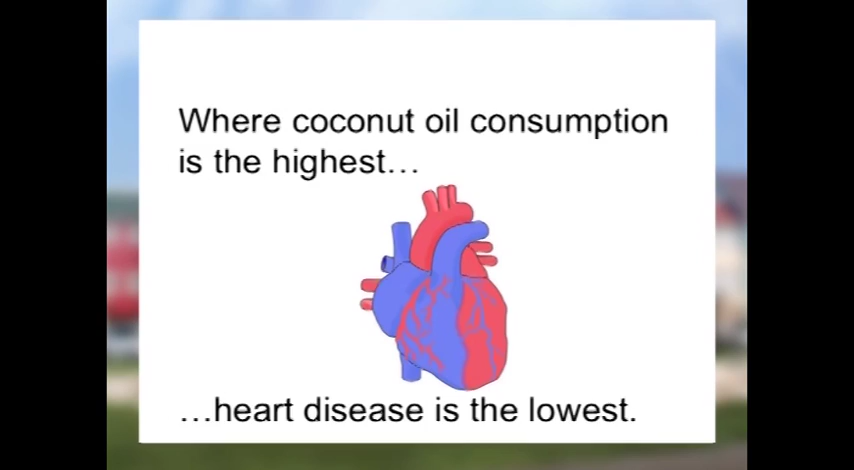 Where coconut oil consumption
is the highest…
…heart disease is the lowest.